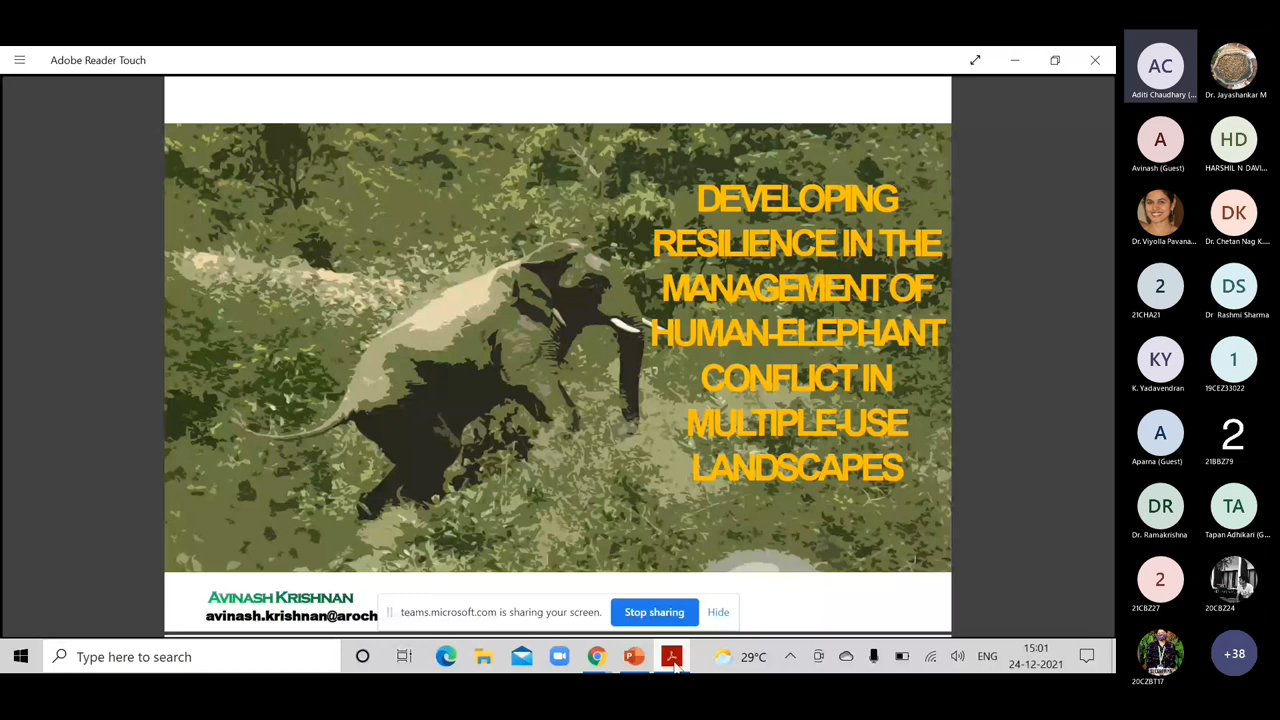 Adobe Reader Touch
DEVELOPING
RESILIENCE IN THE
MANAGEMENT OF
HUMAN-ELEPHANT
CONFLICT IN
MULTIPLE-USE
LANDSCAPES
AVINASH KRISHNAN
avinash.krishnan@aroch
teams.microsoft.com is sharing your screen.
Stop sharing
Hide
Type here to search
29°C
ENG
15:01
24-12-2021
AC
Aditi Chaudhary (...
Dr. Jayashankar M
A
Avinash (Guest)
HD
HARSHIL N DAVI...
Dr. Viyolla Pavana...
DK
Dr. Chetan Nag K....
2
21CHA21
DS
Dr Rashmi Sharma
KY
K. Yadavendran
1
19CEZ33022
A
Aparna (Guest)
2
21BBZ79
DR
Dr. Ramakrishna
TA
Tapan Adhikari (G...
2
21CBZ27
20CBZ24
20CZBT17
+38